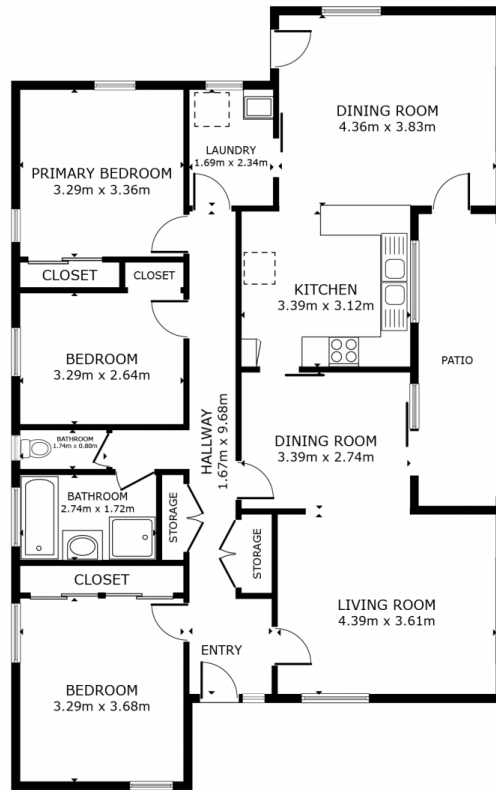 DINING ROOM
4.36m x 3.83m
LAUNDRY
1.69m x 2.34m
PRIMARY BEDROOM
3.29m x 3.36m
CLOSET
CLOSET
KITCHEN
3.39m x 3.12m
BEDROOM
3.29m x 2.64m
PATIO
HALLWAY
1.67m x 9.68m
BATHROOM
1.74m x 0.80m
DINING ROOM
3.39m x 2.74m
BATHROOM
2.74m x 1.72m
STORAGE
STORAGE
CLOSET
LIVING ROOM
4.39m x 3.61m
ENTRY
BEDROOM
3.29m x 3.68m